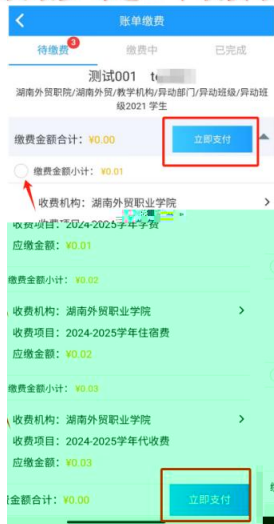 账单缴费
待缴费 3 缴费中 已完成
测试001
湖南外贸职院/湖南外贸/教学机构/异动部门/异动班级/异动班
级2021 学生
缴费金额合计： ¥0.00 立即支付
缴费金额小计： ¥0.01
收费机构：湖南外贸职业学院
收费项目：2024-2025学年学费
应缴金额：¥0.01
缴费金额小计： ¥0.02
收费机构：湖南外贸职业学院
收费项目：2024-2025学年住宿费
应缴金额：¥0.02
缴费金额小计： ¥0.03
收费机构：湖南外贸职业学院
收费项目：2024-2025学年代收费
应缴金额：¥0.03
金额合计：¥0.00 立即支付